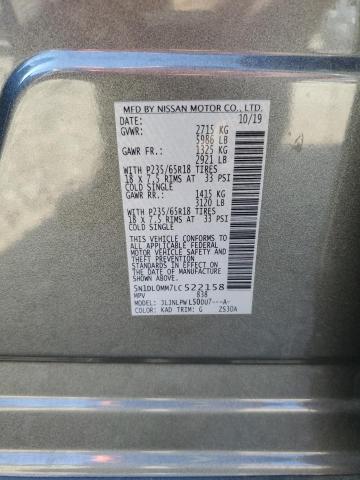 MFD BY NISSAN MOTOR CO., LTD.
DATE: 10/19
GVWR: 2715 KG
5986 LB
GAWR FR: 1325 KG
2921 LB
WITH P235/65R18 TIRES
18 X 7.5 RIMS AT 33 PSI
COLD SINGLE
GAWR RR: 1415 KG
3120 LB
WITH P235/65R18 TIRES
18 X 7.5 RIMS AT 33 PSI
COLD SINGLE
THIS VEHICLE CONFORMS TO
ALL APPLICABLE FEDERAL
MOTOR VEHICLE SAFETY, AND
THEFT PREVENTION
STANDARDS IN EFFECT ON
THE DATE OF MANUFACTURE
SHOWN ABOVE.
5N1DL0MM7LC522158
MPV 838
MODEL: JLJNLPWL50DU7---A-
COLOR: KAD TRIM: G ZS30A